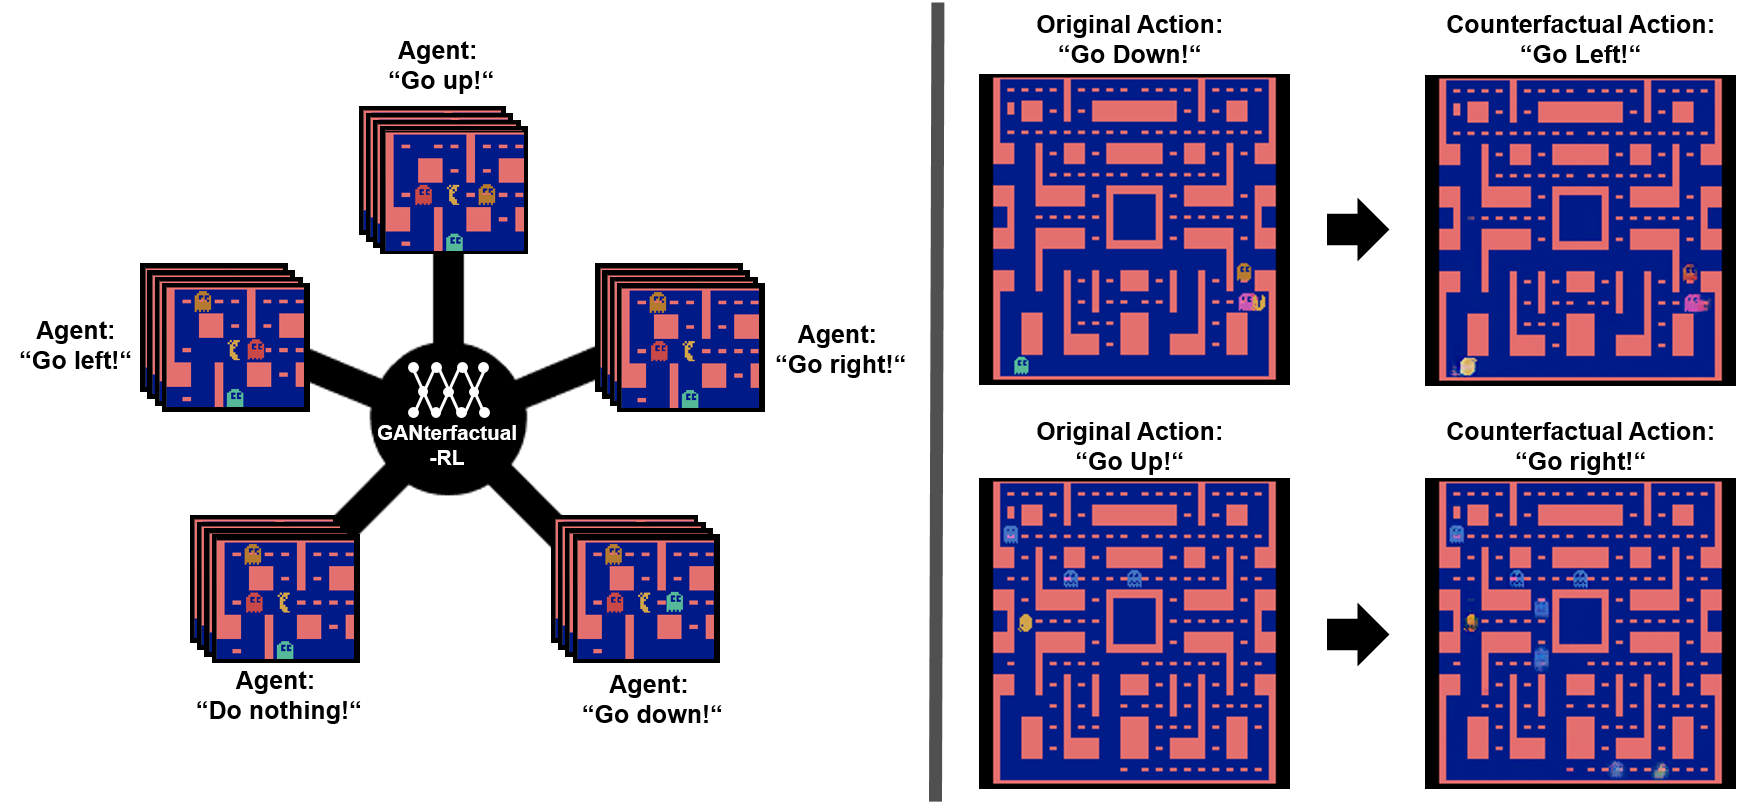 Agent:
“Go up!“
Agent:
“Go left!“
Agent:
“Go right!“
GANterfactual
-RL
Agent:
“Do nothing!“
Agent:
“Go down!“
Original Action:
“Go Down!“
Counterfactual Action:
“Go Left!“
Original Action:
“Go Up!“
Counterfactual Action:
“Go right!“